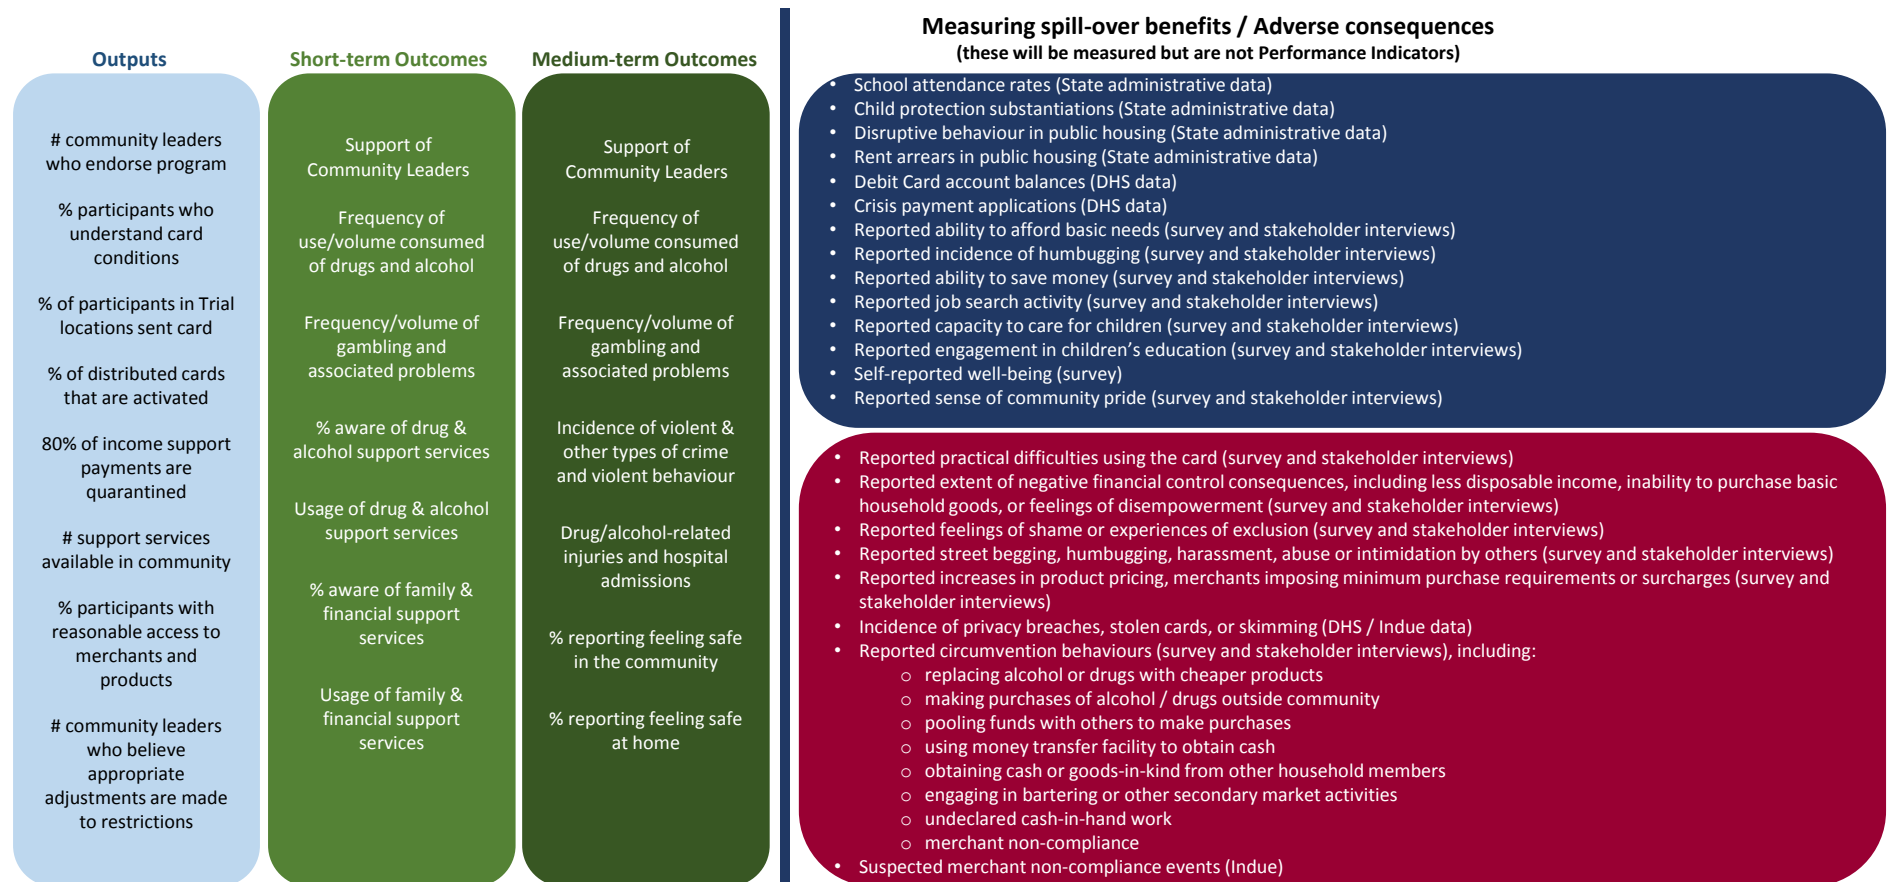 Outputs
# community leaders
who endorse program
% participants who
understand card
conditions
% of participants in Trial
locations sent card
% of distributed cards
that are activated
80% of income support
payments are
quarantined
# support services
available in community
% participants with
reasonable access to
merchants and
products
# community leaders
who believe
appropriate
adjustments are made
to restrictions
Short-term Outcomes
Support of
Community Leaders
Frequency of
use/volume consumed
of drugs and alcohol
Frequency/volume of
gambling and
associated problems
% aware of drug &
alcohol support services
Usage of drug & alcohol
support services
% aware of family &
financial support
services
Usage of family &
financial support
services
Medium-term Outcomes
Support of
Community Leaders
Frequency of
use/volume consumed
of drugs and alcohol
Frequency/volume of
gambling and
associated problems
Incidence of violent &
other types of crime
and violent behaviour
Drug/alcohol-related
injuries and hospital
admissions
% reporting feeling safe
in the community
% reporting feeling safe
at home
Measuring spill-over benefits / Adverse consequences
(these will be measured but are not Performance Indicators)
• School attendance rates (State administrative data)
• Child protection substantiations (State administrative data)
• Disruptive behaviour in public housing (State administrative data)
• Rent arrears in public housing (State administrative data)
• Debit Card account balances (DHS data)
• Crisis payment applications (DHS data)
• Reported ability to afford basic needs (survey and stakeholder interviews)
• Reported incidence of humbugging (survey and stakeholder interviews)
• Reported ability to save money (survey and stakeholder interviews)
• Reported job search activity (survey and stakeholder interviews)
• Reported capacity to care for children (survey and stakeholder interviews)
• Reported engagement in children’s education (survey and stakeholder interviews)
• Self-reported well-being (survey)
• Reported sense of community pride (survey and stakeholder interviews)
• Reported practical difficulties using the card (survey and stakeholder interviews)
• Reported extent of negative financial control consequences, including less disposable income, inability to purchase basic
household goods, or feelings of disempowerment (survey and stakeholder interviews)
• Reported feelings of shame or experiences of exclusion (survey and stakeholder interviews)
• Reported street begging, humbugging, harassment, abuse or intimidation by others (survey and stakeholder interviews)
• Reported increases in product pricing, merchants imposing minimum purchase requirements or surcharges (survey and
stakeholder interviews)
• Incidence of privacy breaches, stolen cards, or skimming (DHS / Indue data)
• Reported circumvention behaviours (survey and stakeholder interviews), including:
o replacing alcohol or drugs with cheaper products
o making purchases of alcohol / drugs outside community
o pooling funds with others to make purchases
o using money transfer facility to obtain cash
o obtaining cash or goods-in-kind from other household members
o engaging in bartering or other secondary market activities
o undeclared cash-in-hand work
o merchant non-compliance
• Suspected merchant non-compliance events (Indue)